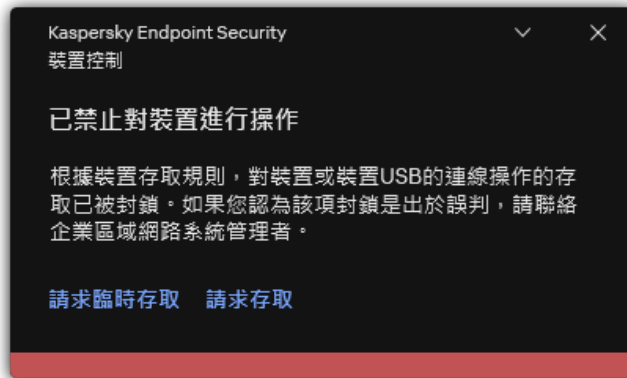 Kaspersky Endpoint Security
裝置控制
已禁止對裝置進行操作
根據裝置存取規則，對裝置或裝置USB的連線操作的存
取已被封鎖。如果您認為該項封鎖是出於誤判，請聯絡
企業區域網路系統管理者。
請求臨時存取 請求存取